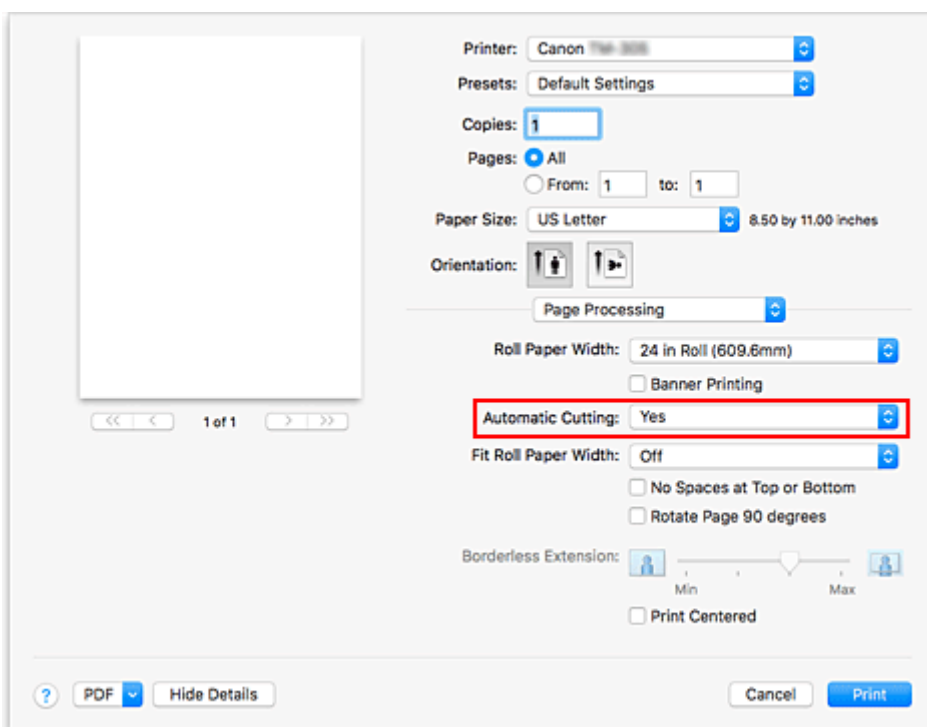 Printer: Canon
Presets: Default Settings
Copies: 1
Pages: All
From: 1 to: 1
Paper Size: US Letter 8.50 by 11.00 inches
Orientation:
Page Processing
Roll Paper Width: 24 in Roll (609.6mm)
Banner Printing
<< < 1 of 1 > >>
Automatic Cutting: Yes
Fit Roll Paper Width: Off
No Spaces at Top or Bottom
Rotate Page 90 degrees
Borderless Extension:
Min Max
Print Centered
? PDF Hide Details Cancel Print